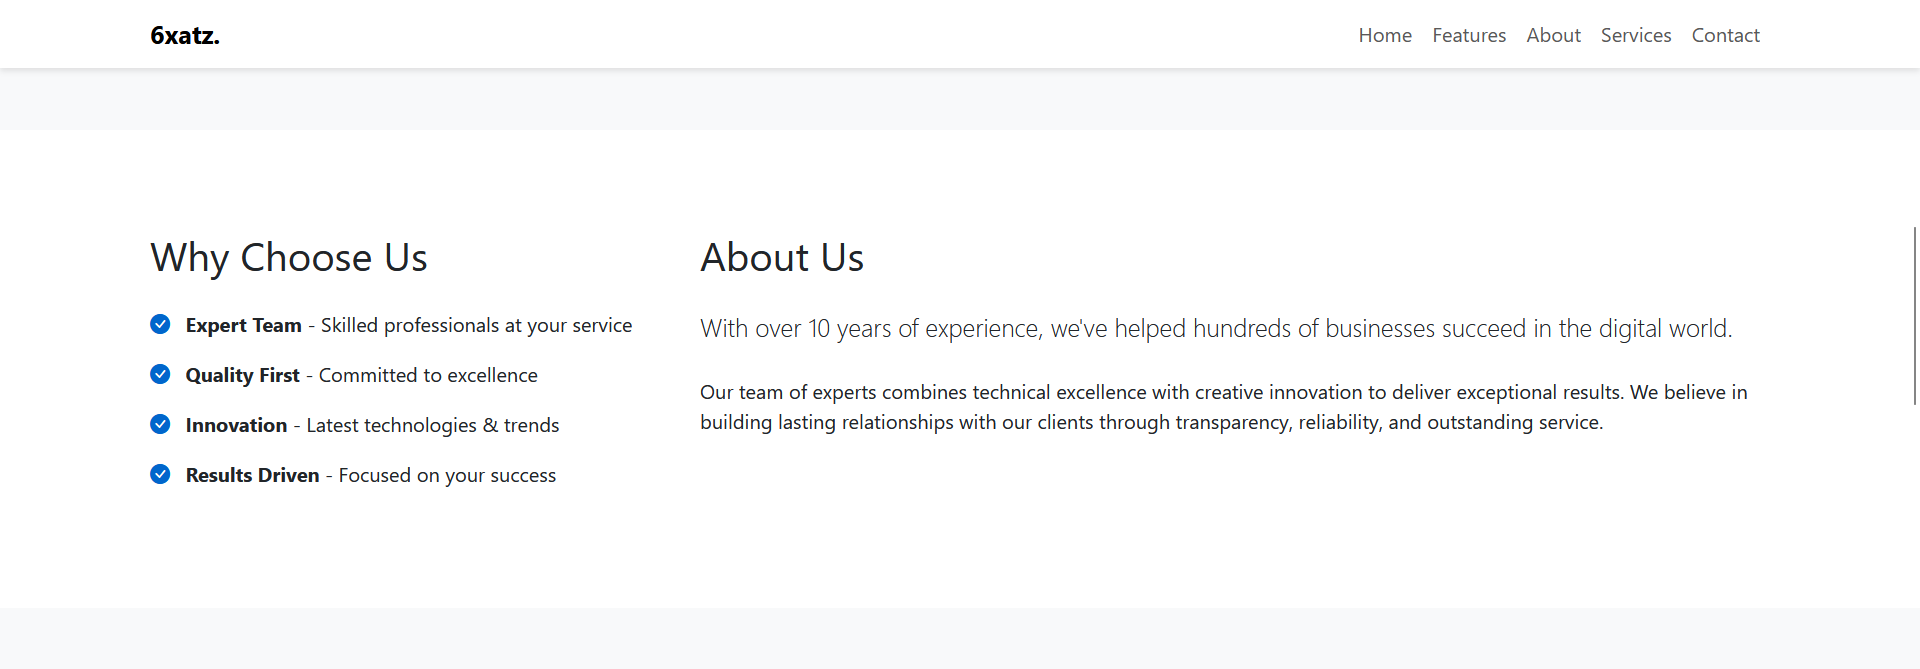 6xatz.
Home Features About Services Contact
Why Choose Us
Expert Team - Skilled professionals at your service
Quality First - Committed to excellence
Innovation - Latest technologies & trends
Results Driven - Focused on your success
About Us
With over 10 years of experience, we've helped hundreds of businesses succeed in the digital world.
Our team of experts combines technical excellence with creative innovation to deliver exceptional results. We believe in
building lasting relationships with our clients through transparency, reliability, and outstanding service.